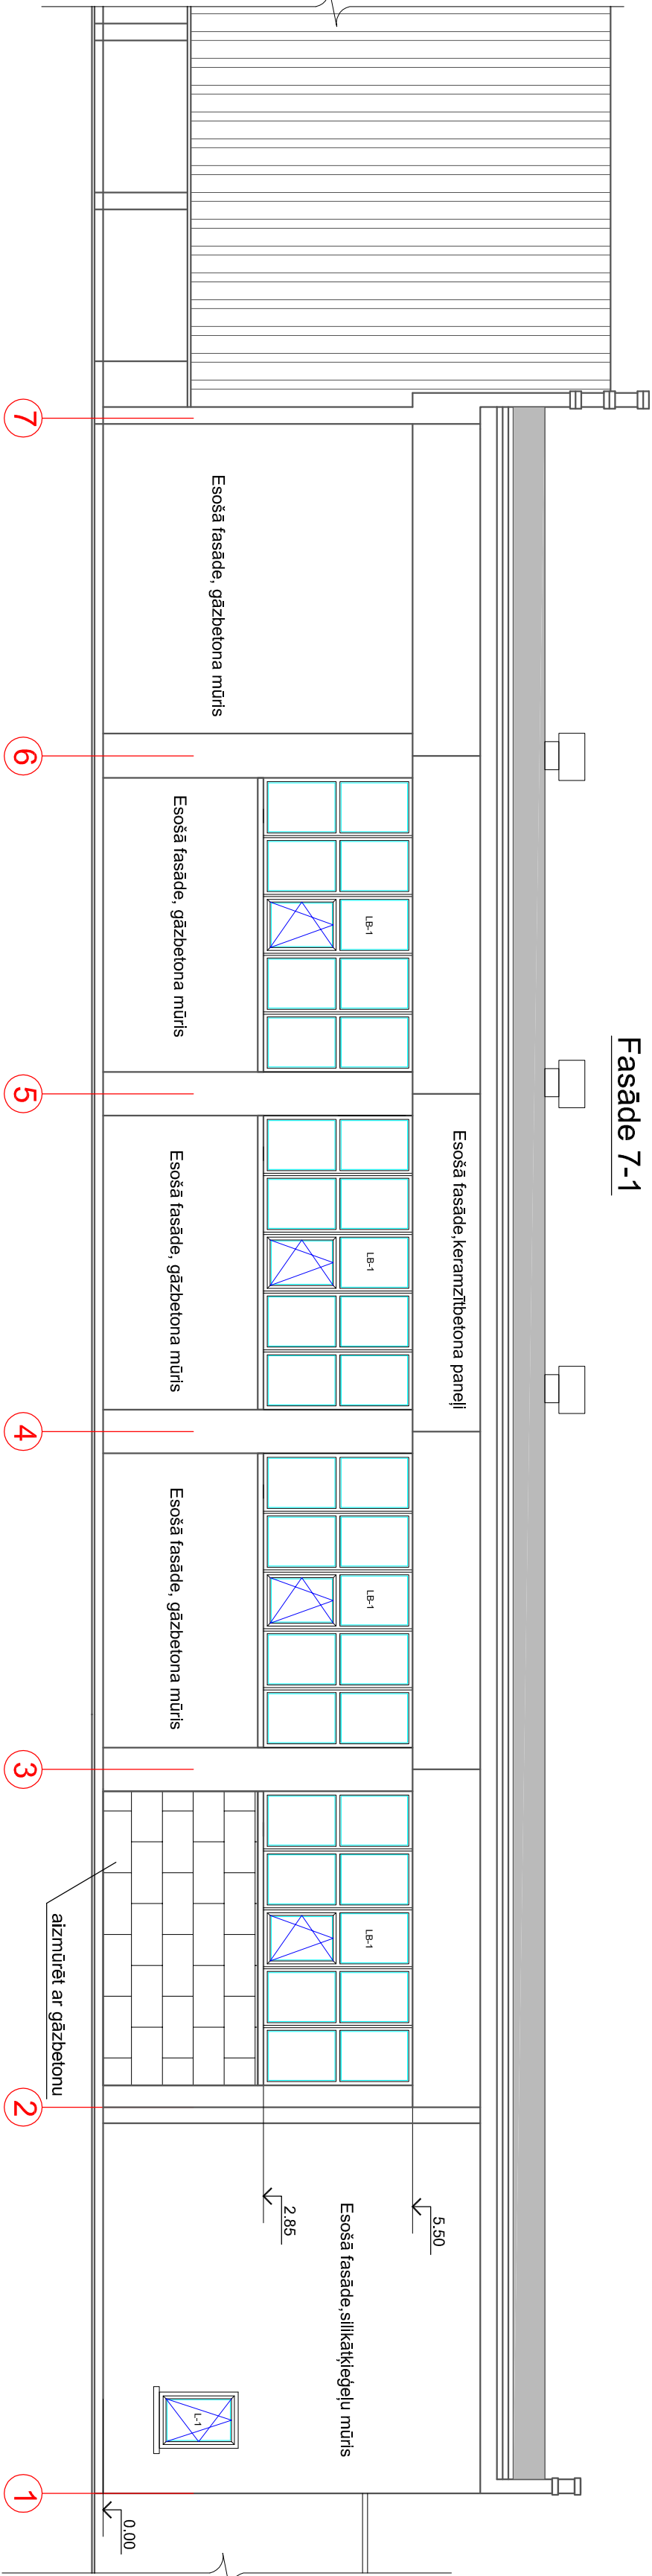 Fasāde 7-1
Esošā fasāde,keramzītbetona paneļi
Esošā fasāde, gāzbetona mūris
Esošā fasāde, gāzbetona mūris
Esošā fasāde, gāzbetona mūris
Esošā fasāde, gāzbetona mūris
LB-1
LB-1
LB-1
LB-1
5.50
2.85
Esošā fasāde,silikātķieģeļu mūris
L-1
0.00
aizmūrēt ar gāzbetonu
7
6
5
4
3
2
1